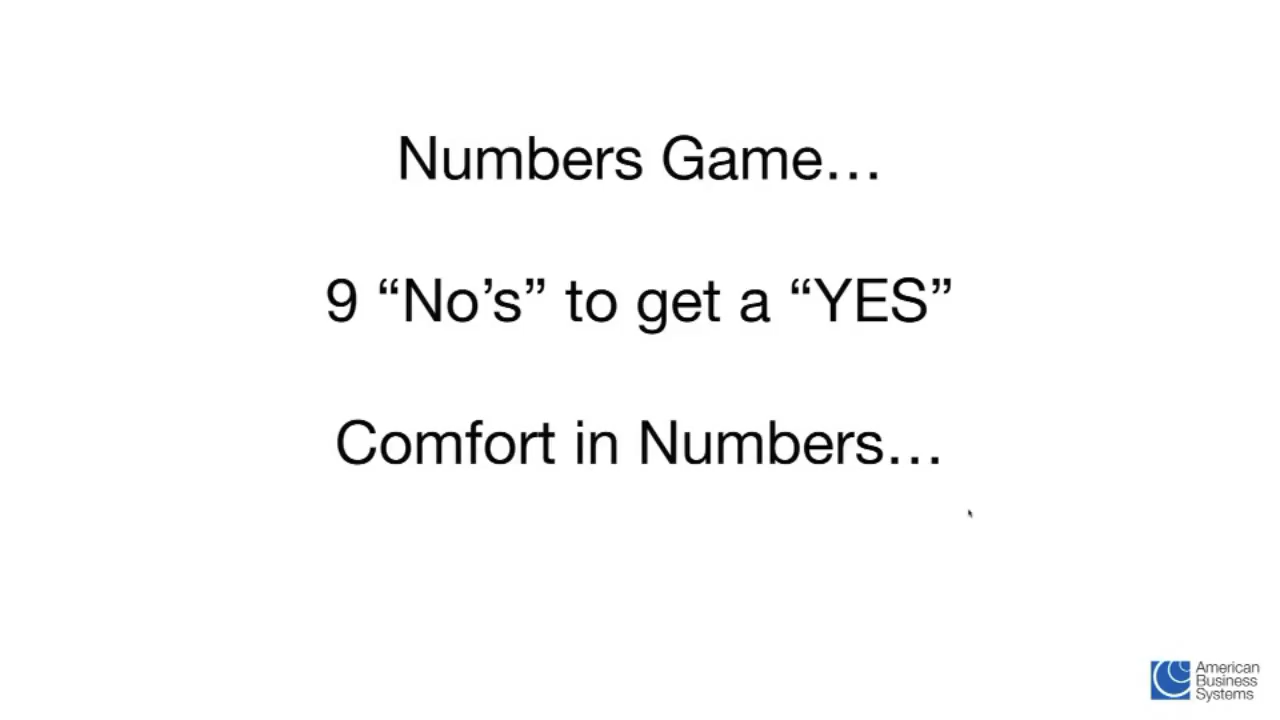 Numbers Game…
9 “No’s” to get a “YES”
Comfort in Numbers…
American
Business
Systems